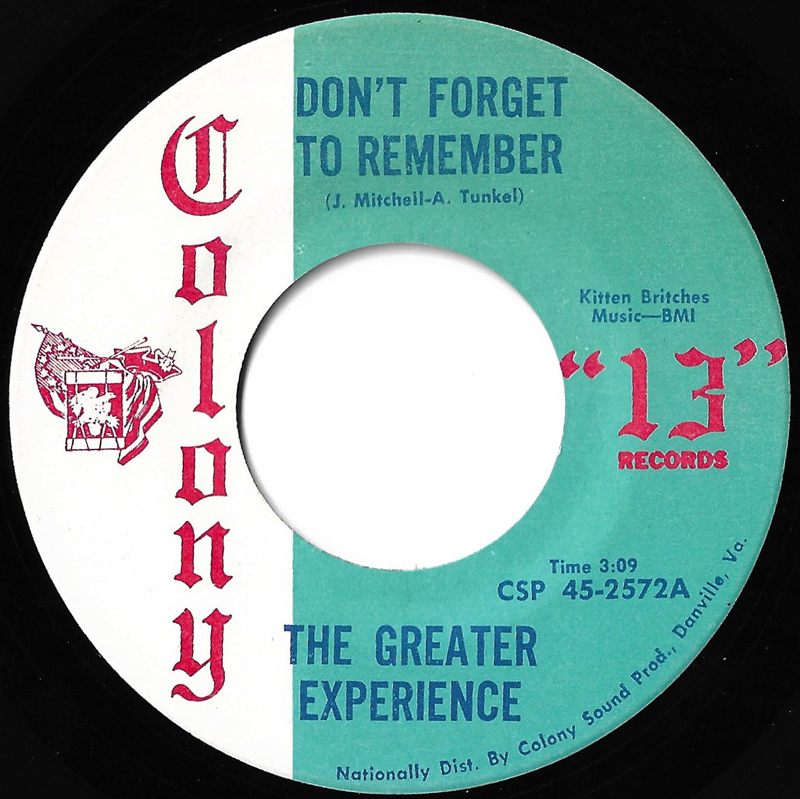 DON'T FORGET
TO REMEMBER
(J. Mitchell-A. Tunkel)
Colony
Kitten Britches
Music—BMI
“13”
RECORDS
Time 3:09
CSP 45-2572A
THE GREATER
EXPERIENCE
Nationally Dist. By Colony Sound Prod., Danville, Va.